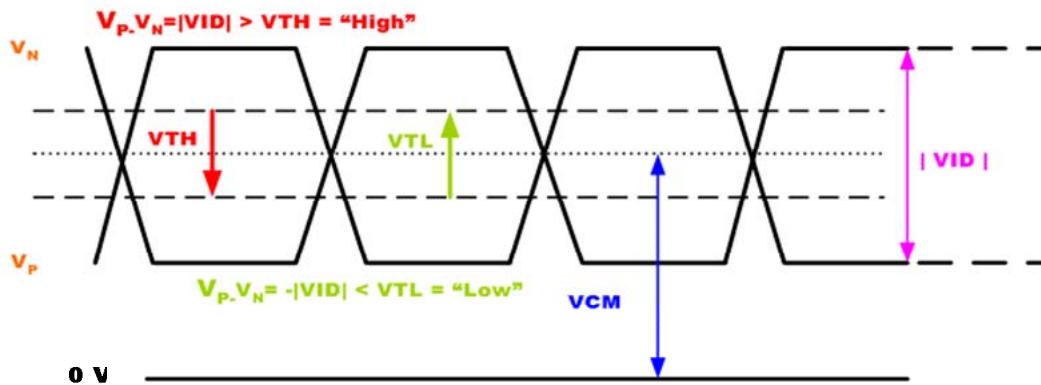 VP-VN=|VID| > VTH = “High”
VN
VTH
VTL
| VID |
VP
VP-VN= -|VID| < VTL = “Low”
VCM
0 V